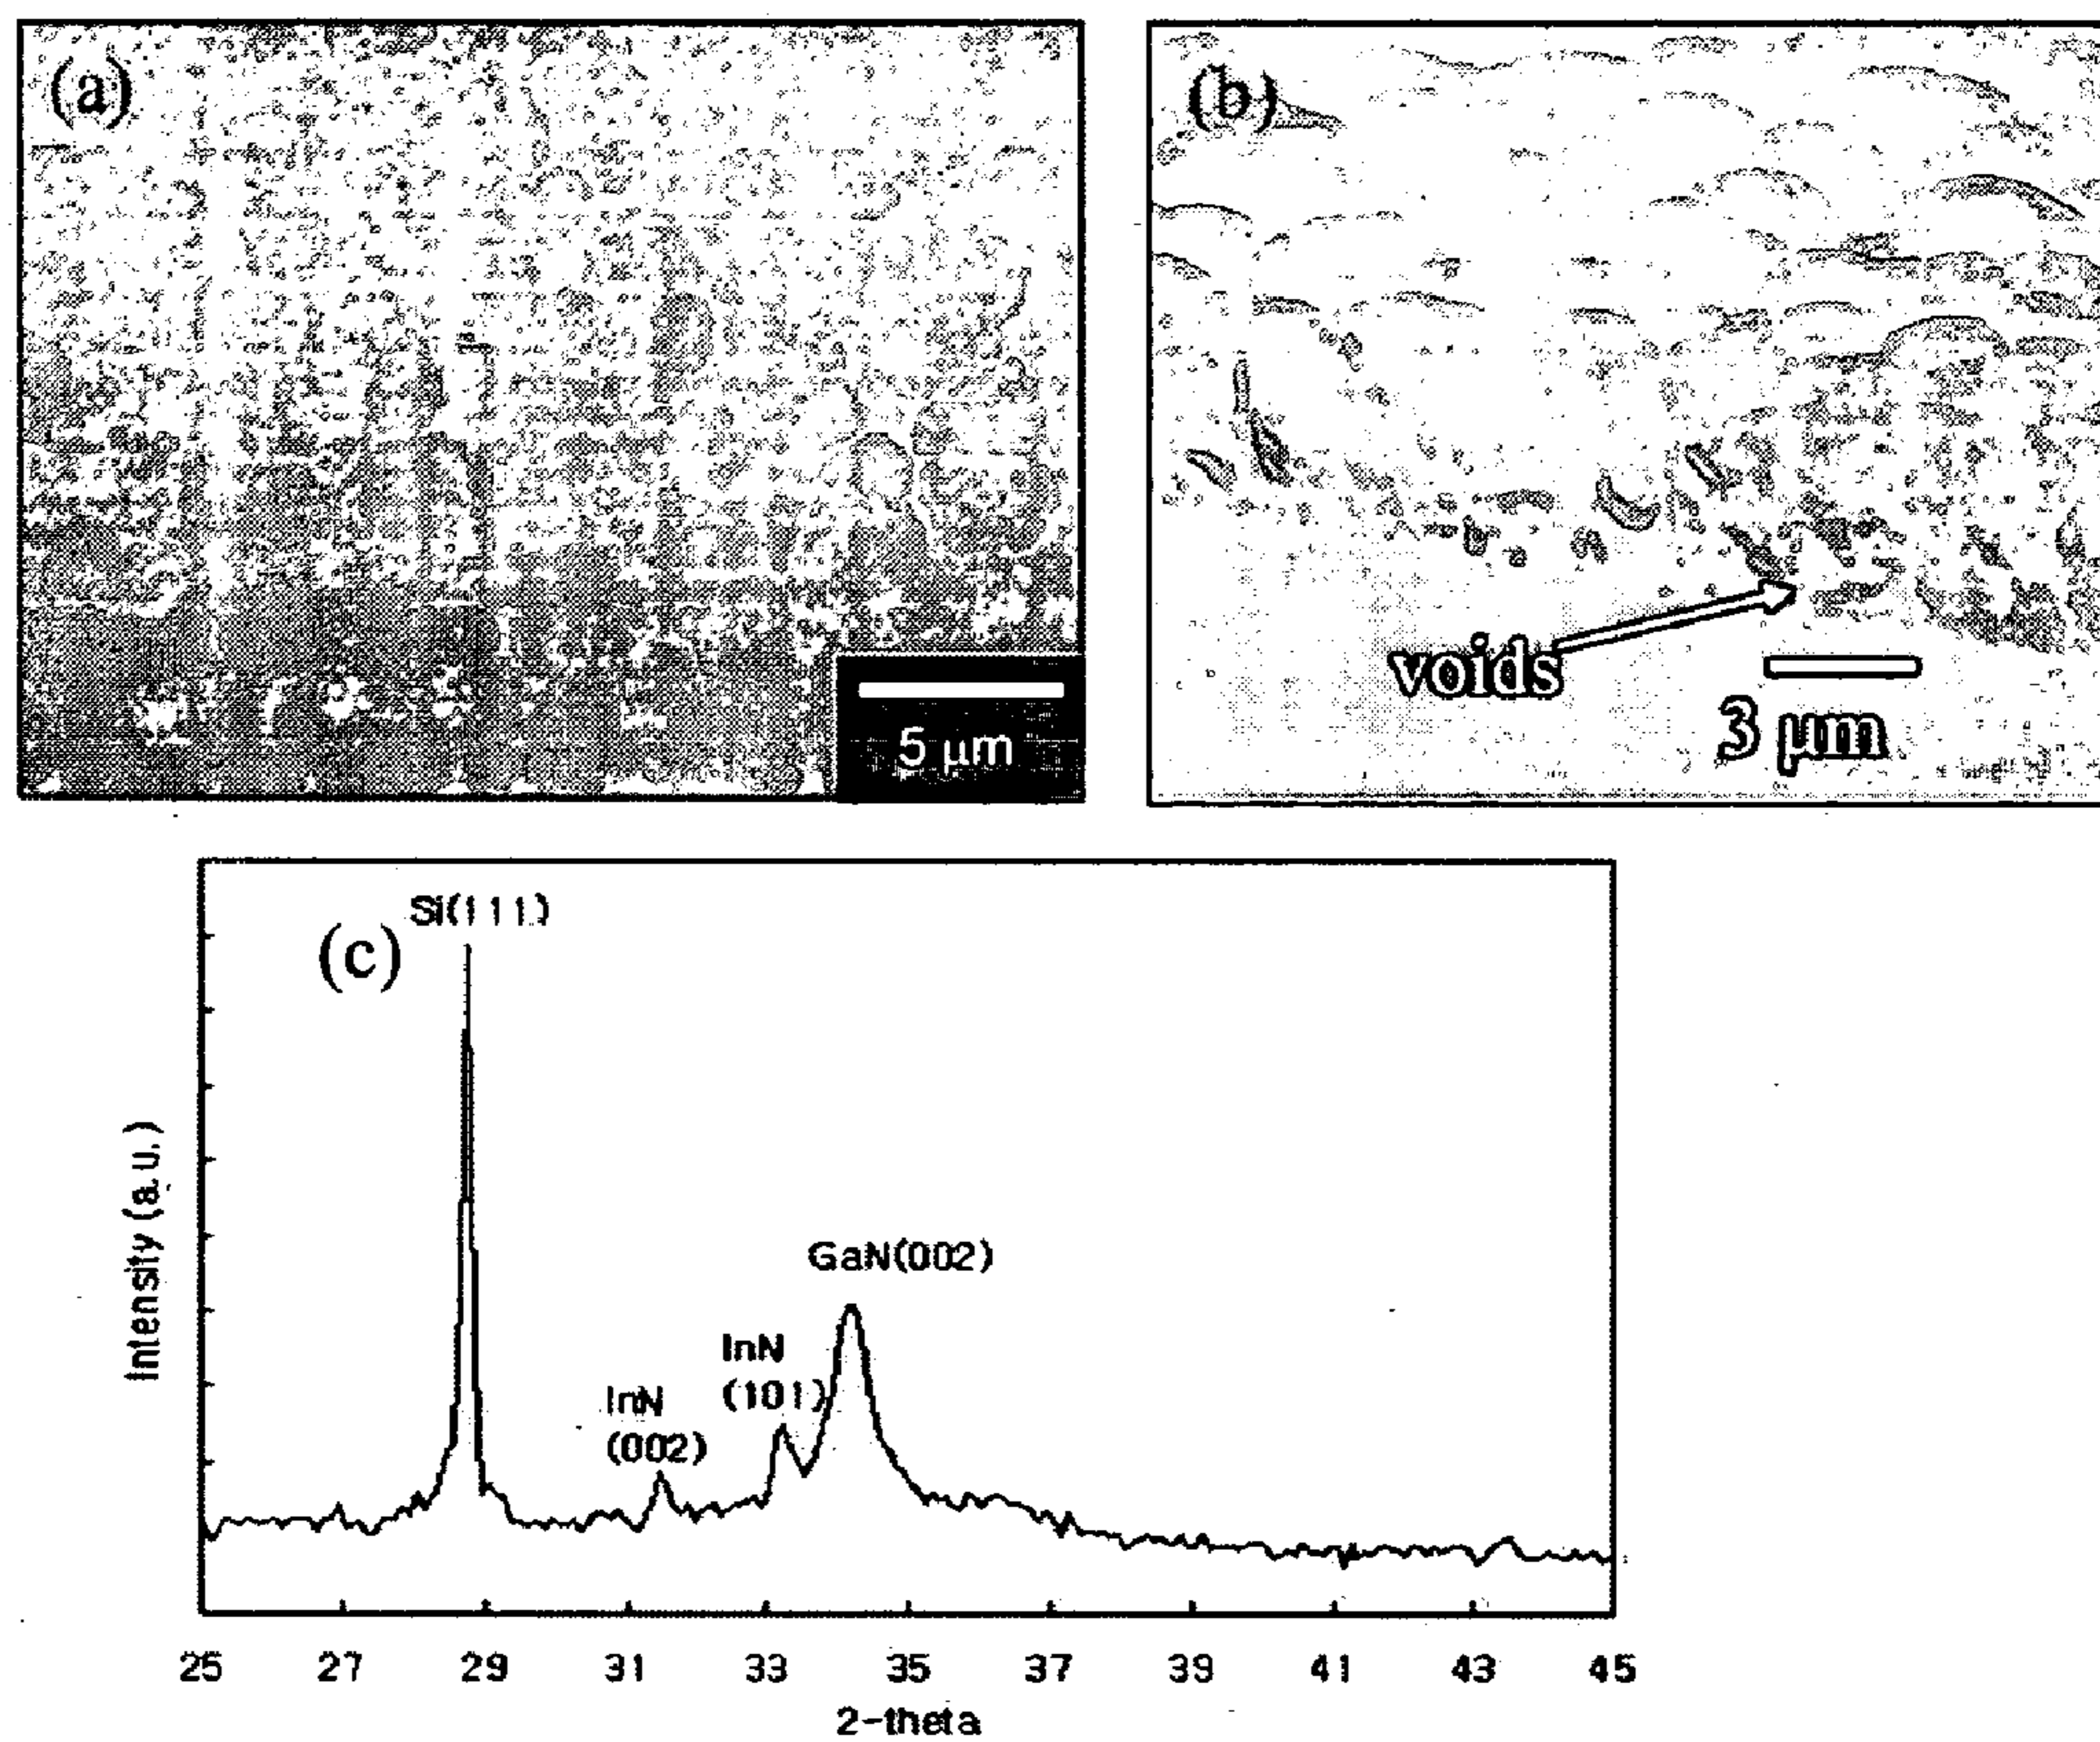 (a)
(b)
5 μm
voids
3 μm
(c)
Si(111)
GaN(002)
InN
(101)
InN
(002)
Intensity (a.u.)
25 27 29 31 33 35 37 39 41 43 45
2-theta